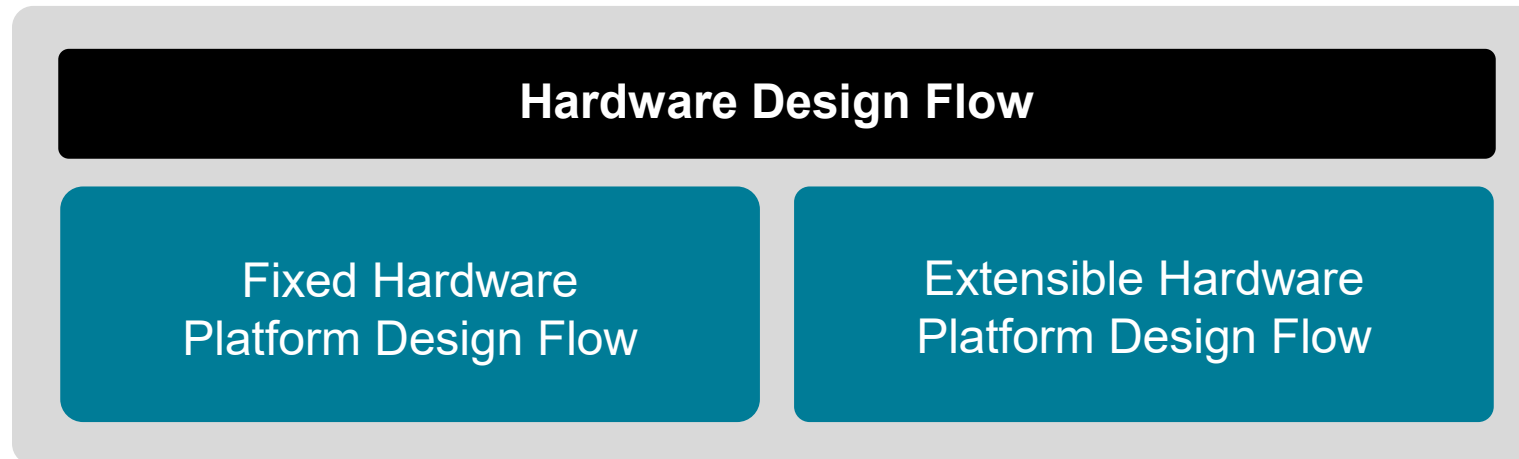 Hardware Design Flow
Fixed Hardware
Platform Design Flow
Extensible Hardware
Platform Design Flow